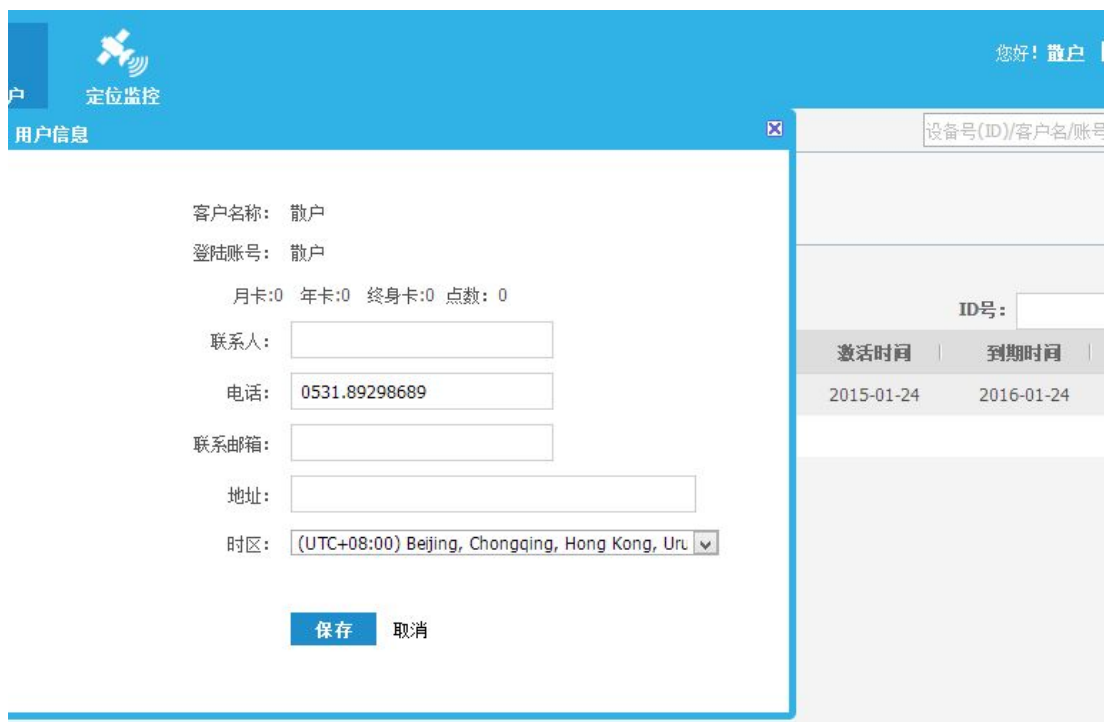 您好！散户
户
定位监控
用户信息
设备号(ID)/客户名/账号
客户名称： 散户
登陆账号： 散户
月卡:0 年卡:0 终身卡:0 点数：0
ID号：
联系人：
激活时间 到期时间
电话： 0531.89298689
2015-01-24 2016-01-24
联系邮箱：
地址：
时区： (UTC+08:00) Beijing, Chongqing, Hong Kong, Uru
保存 取消